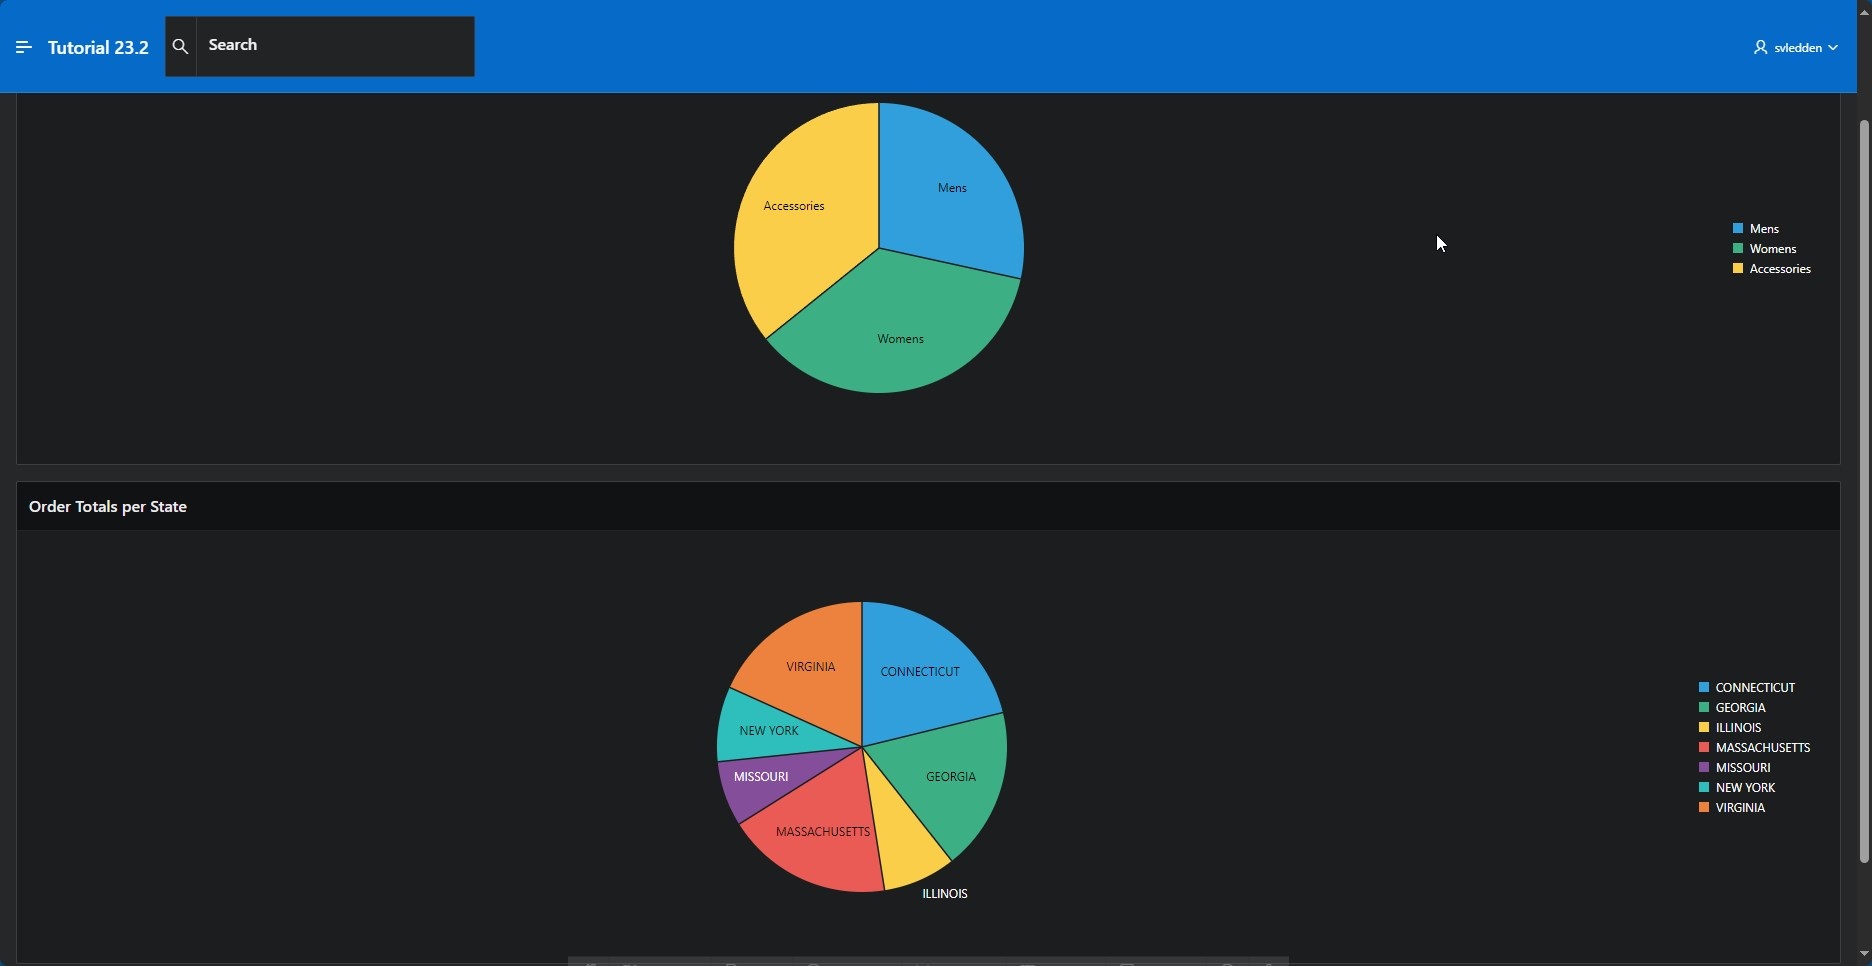 Tutorial 23.2
Search
svledden
Mens
Accessories
Womens
Mens
Womens
Accessories
Order Totals per State
VIRGINIA
CONNECTICUT
NEW YORK
MISSOURI
GEORGIA
MASSACHUSETTS
ILLINOIS
CONNECTICUT
GEORGIA
ILLINOIS
MASSACHUSETTS
MISSOURI
NEW YORK
VIRGINIA